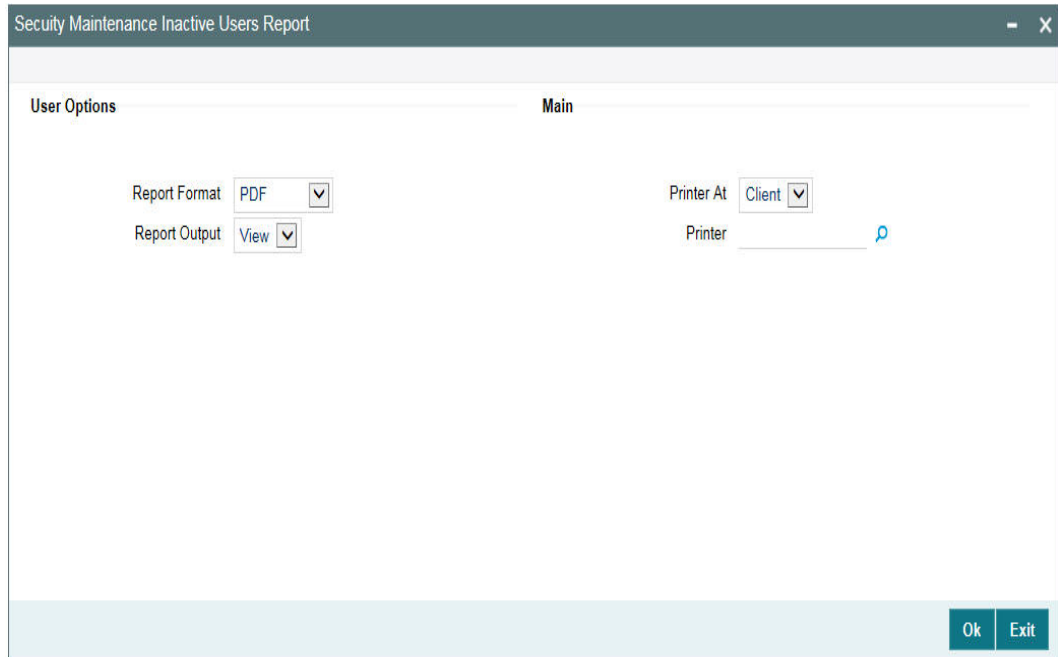 Secuity Maintenance Inactive Users Report
User Options
Main
Report Format PDF
Printer At Client
Report Output View
Printer
Ok Exit